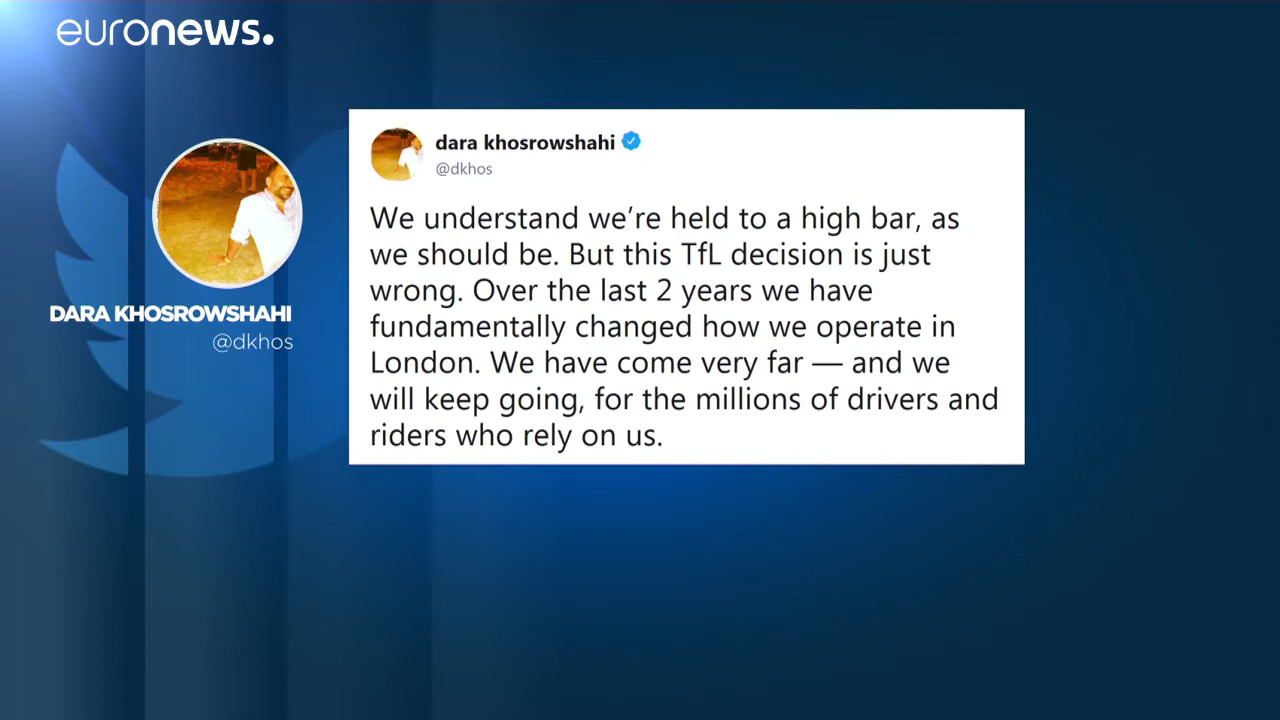 euronews.
dara khosrowshahi
@dkhos
We understand we’re held to a high bar, as
we should be. But this TfL decision is just
wrong. Over the last 2 years we have
fundamentally changed how we operate in
London. We have come very far — and we
will keep going, for the millions of drivers and
riders who rely on us.
DARA KHOSROWSHAHI
@dkhos